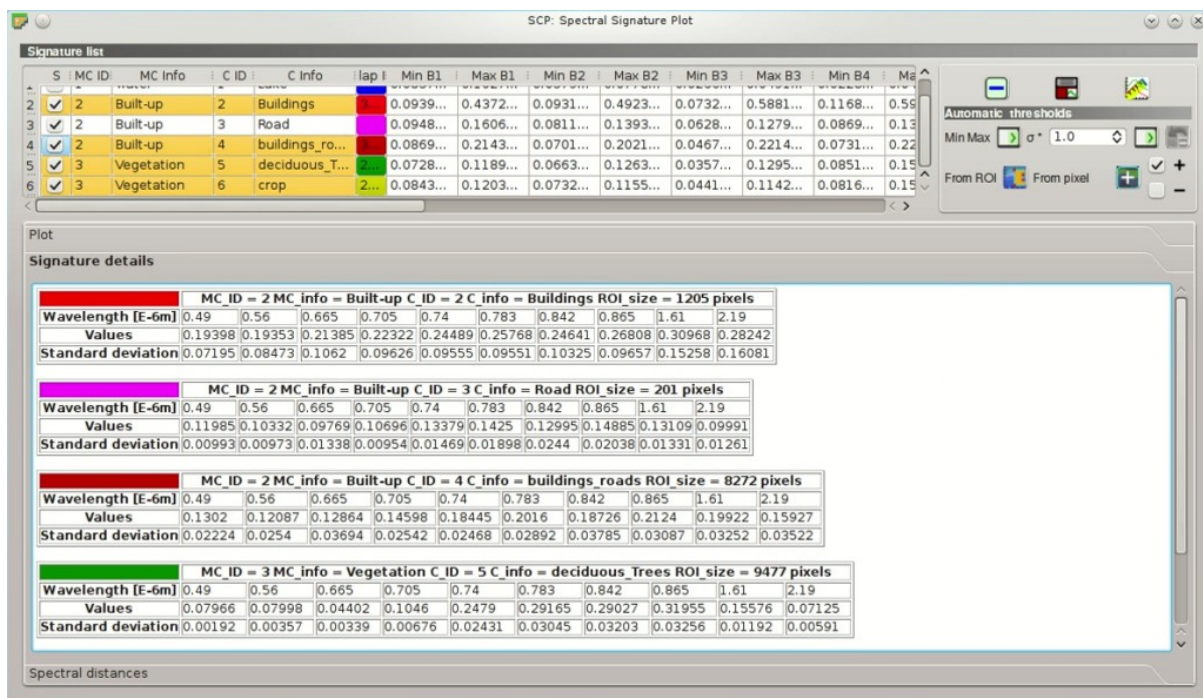 SCP: Spectral Signature Plot
Signature list
S MC ID MC Info C ID C Info lap Min B1 Max B1 Min B2 Max B2 Min B3 Max B3 Min B4 Ma
2 2 Built-up 2 Buildings 3... 0.0939... 0.4372... 0.0931... 0.4923... 0.0732... 0.5881... 0.1168... 0.59
3 2 Built-up 3 Road 0.0948... 0.1606... 0.0811... 0.1393... 0.0628... 0.1279... 0.0869... 0.13
4 2 Built-up 4 buildings_ro... 3... 0.0869... 0.2143... 0.0701... 0.2021... 0.0467... 0.2214... 0.0731... 0.22
5 3 Vegetation 5 deciduous_T... 2... 0.0728... 0.1189... 0.0663... 0.1263... 0.0357... 0.1295... 0.0851... 0.15
6 3 Vegetation 6 crop 2... 0.0843... 0.1203... 0.0732... 0.1155... 0.0441... 0.1142... 0.0816... 0.15
Automatic thresholds
Min Max σ* 1.0
From ROI From pixel + −
Plot
Signature details
MC_ID = 2 MC_info = Built-up C_ID = 2 C_info = Buildings ROI_size = 1205 pixels
Wavelength [E-6m] 0.49 0.56 0.665 0.705 0.74 0.783 0.842 0.865 1.61 2.19
Values 0.19398 0.19353 0.21385 0.22322 0.24489 0.25768 0.24641 0.26808 0.30968 0.28242
Standard deviation 0.07195 0.08473 0.1062 0.09626 0.09555 0.09551 0.10325 0.09657 0.15258 0.16081
MC_ID = 2 MC_info = Built-up C_ID = 3 C_info = Road ROI_size = 201 pixels
Wavelength [E-6m] 0.49 0.56 0.665 0.705 0.74 0.783 0.842 0.865 1.61 2.19
Values 0.11985 0.10332 0.09769 0.10696 0.13379 0.1425 0.12995 0.14885 0.13109 0.09991
Standard deviation 0.00993 0.00973 0.01338 0.00954 0.01469 0.01898 0.0244 0.02038 0.01331 0.01261
MC_ID = 2 MC_info = Built-up C_ID = 4 C_info = buildings_roads ROI_size = 8272 pixels
Wavelength [E-6m] 0.49 0.56 0.665 0.705 0.74 0.783 0.842 0.865 1.61 2.19
Values 0.1302 0.12087 0.12864 0.14598 0.18445 0.2016 0.18726 0.2124 0.19922 0.15927
Standard deviation 0.02224 0.0254 0.03694 0.02542 0.02468 0.02892 0.03785 0.03087 0.03252 0.03522
MC_ID = 3 MC_info = Vegetation C_ID = 5 C_info = deciduous_Trees ROI_size = 9477 pixels
Wavelength [E-6m] 0.49 0.56 0.665 0.705 0.74 0.783 0.842 0.865 1.61 2.19
Values 0.07966 0.07998 0.04402 0.1046 0.2479 0.29165 0.29027 0.31955 0.15576 0.07125
Standard deviation 0.00192 0.00357 0.00339 0.00676 0.02431 0.03045 0.03203 0.03256 0.01192 0.00591
Spectral distances